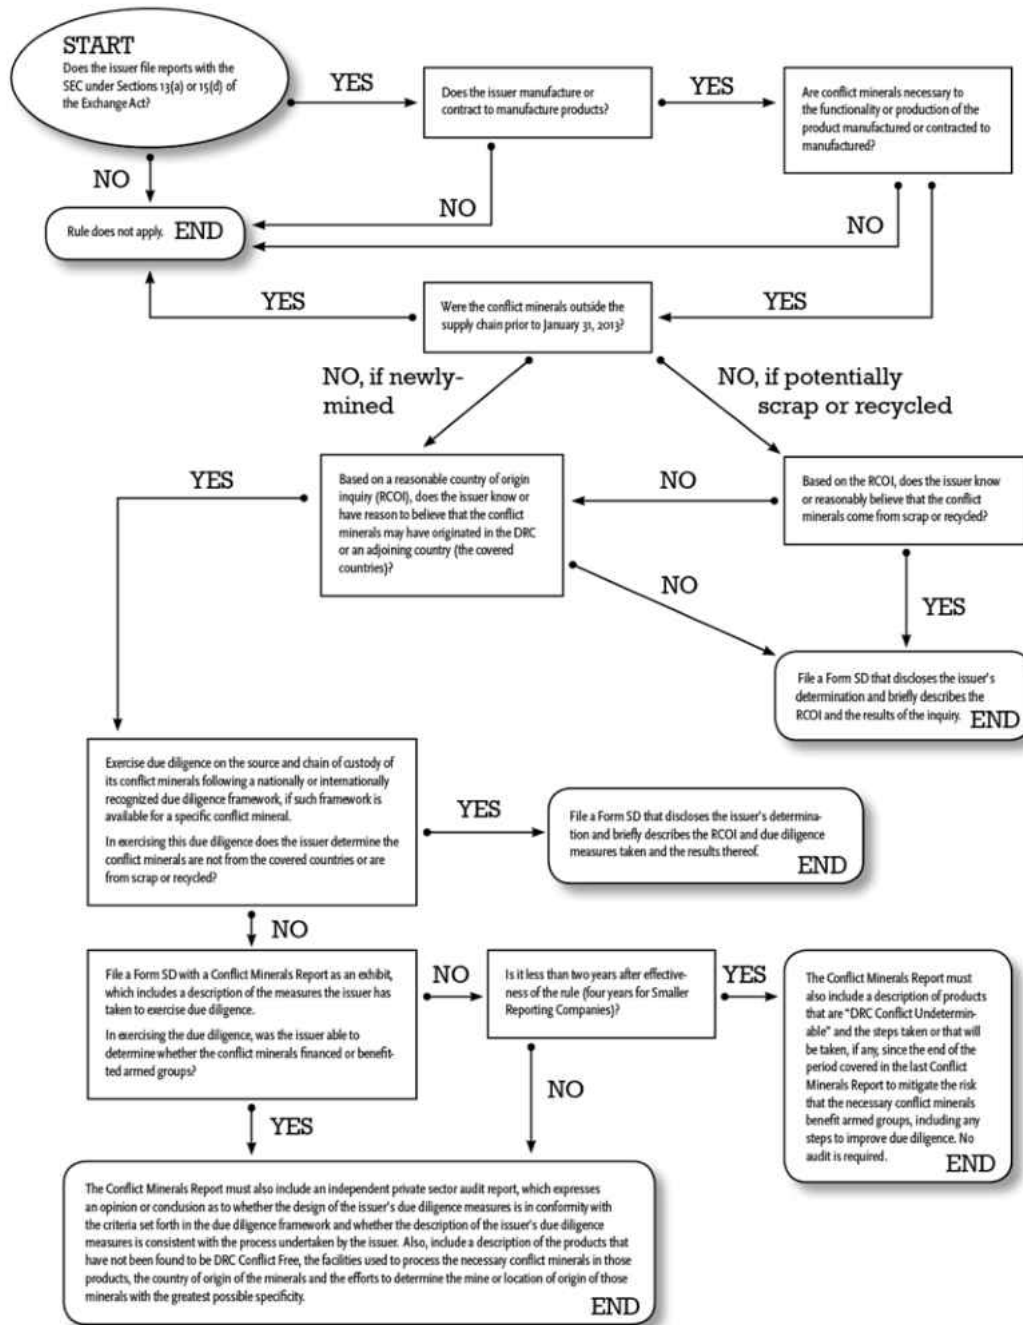 START
Does the issuer file reports with the
SEC under Sections 13(a) or 15(d) of
the Exchange Act?
YES
Does the issuer manufacture or
contract to manufacture products?
YES
Are conflict minerals necessary to
the functionality or production of the
product manufactured or contracted to
manufactured?
NO
NO
NO
Rule does not apply. END
YES
Were the conflict minerals outside the
supply chain prior to January 31, 2013?
YES
NO, if newly-
mined
NO, if potentially
scrap or recycled
YES
Based on a reasonable country of origin
inquiry (RCOI), does the issuer know or
have reason to believe that the conflict
minerals may have originated in the DRC
or an adjoining country (the covered
countries)?
NO
Based on the RCOI, does the issuer know
or reasonably believe that the conflict
minerals come from scrap or recycled?
NO
YES
File a Form SD that discloses the issuer's
determination and briefly describes the
RCOI and the results of the inquiry. END
Exercise due diligence on the source and chain of custody of
its conflict minerals following a nationally or internationally
recognized due diligence framework, if such framework is
available for a specific conflict mineral.
In exercising this due diligence does the issuer determine the
conflict minerals are not from the covered countries or are
from scrap or recycled?
YES
File a Form SD that discloses the issuer's determina-
tion and briefly describes the RCOI and due diligence
measures taken and the results thereof.
END
NO
File a Form SD with a Conflict Minerals Report as an exhibit,
which includes a description of the measures the issuer has
taken to exercise due diligence.
In exercising the due diligence, was the issuer able to
determine whether the conflict minerals financed or benefit-
ted armed groups?
NO
Is it less than two years after effective-
ness of the rule (four years for Smaller
Reporting Companies)?
YES
The Conflict Minerals Report must
also include a description of products
that are "DRC Conflict Undetermin-
able" and the steps taken or that will
be taken, if any, since the end of the
period covered in the last Conflict
Minerals Report to mitigate the risk
that the necessary conflict minerals
benefit armed groups, including any
steps to improve due diligence. No
audit is required.
END
YES
NO
The Conflict Minerals Report must also include an independent private sector audit report, which expresses
an opinion or conclusion as to whether the design of the issuer's due diligence measures is in conformity with
the criteria set forth in the due diligence framework and whether the description of the issuer's due diligence
measures is consistent with the process undertaken by the issuer. Also, include a description of the products that
have not been found to be DRC Conflict Free, the facilities used to process the necessary conflict minerals in those
products, the country of origin of the minerals and the efforts to determine the mine or location of origin of those
minerals with the greatest possible specificity.
END